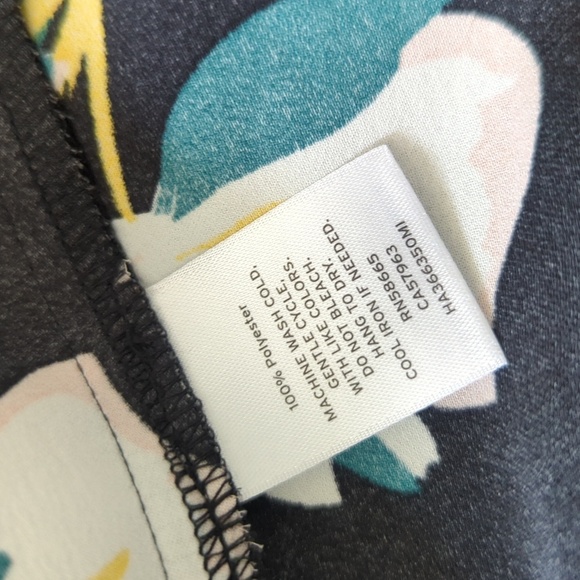 100% Polyester
MACHINE WASH COLD,
GENTLE CYCLE,
WITH LIKE COLORS.
DO NOT BLEACH.
HANG TO DRY.
COOL IRON IF NEEDED.
RN58665
CA57963
HA36350MI